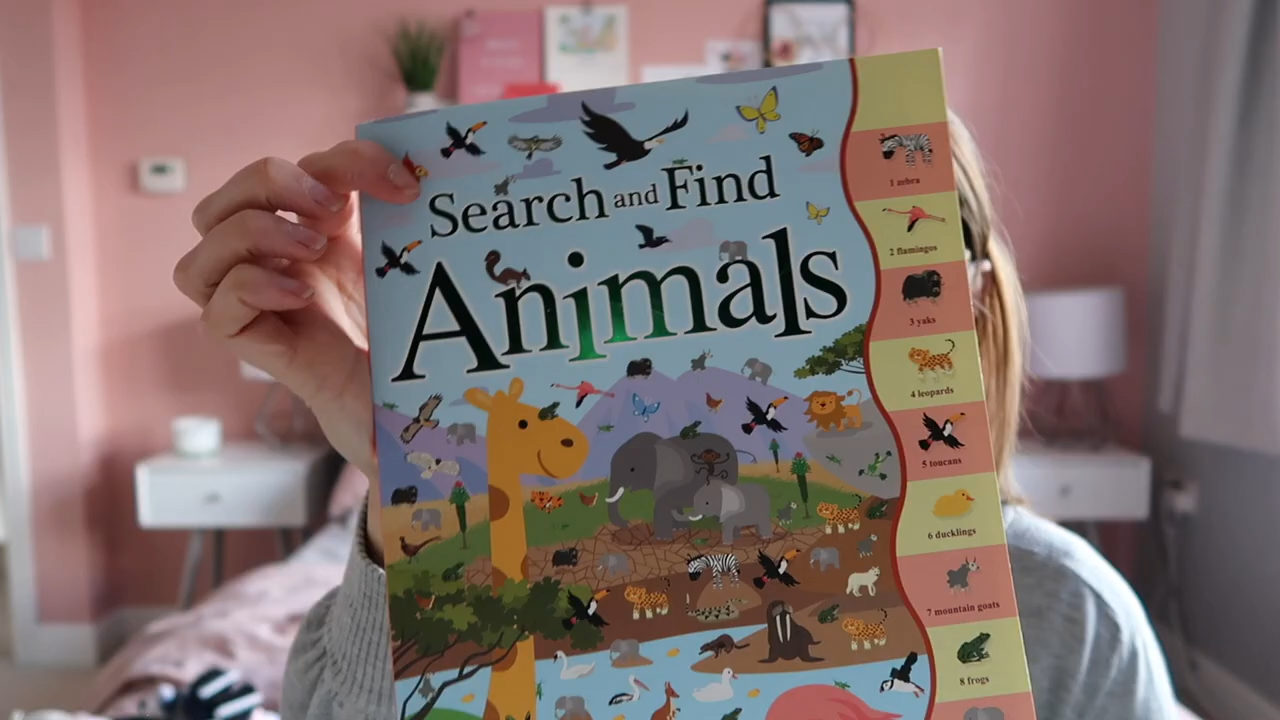 Search and Find
Animals
1 zebra
2 flamingos
3 yaks
4 leopards
5 toucans
6 ducklings
7 mountain goats
8 frogs